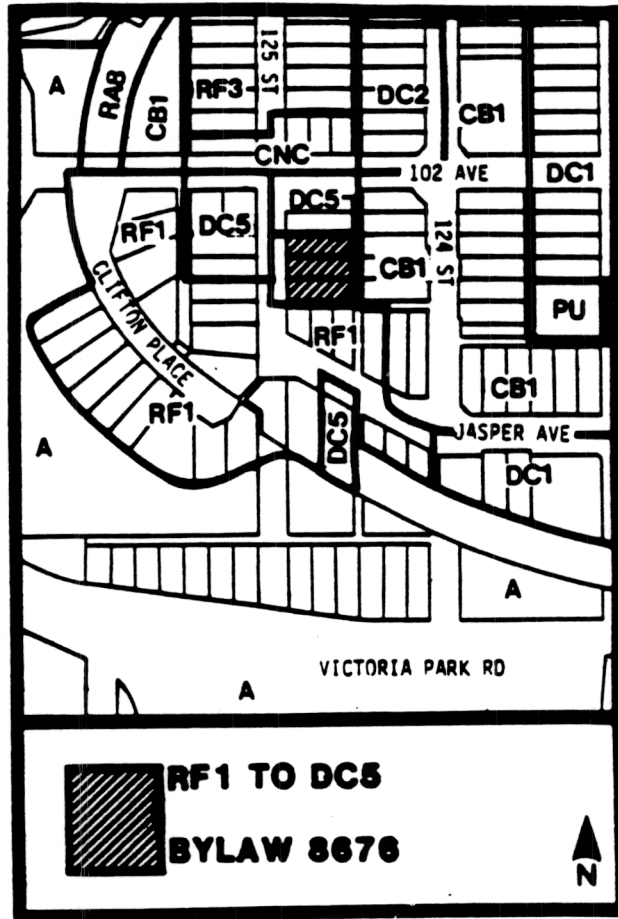 A
RA8
CB1
RF3
125 ST
DC2
CB1
CNC
102 AVE
DC1
RF1
DC5
DC5
CB1
124 ST
PU
CLIFTON PLACE
RF1
CB1
RF1
A
DC5
JASPER AVE
DC1
A
VICTORIA PARK RD
A
RF1 TO DC5
BYLAW 8676
N